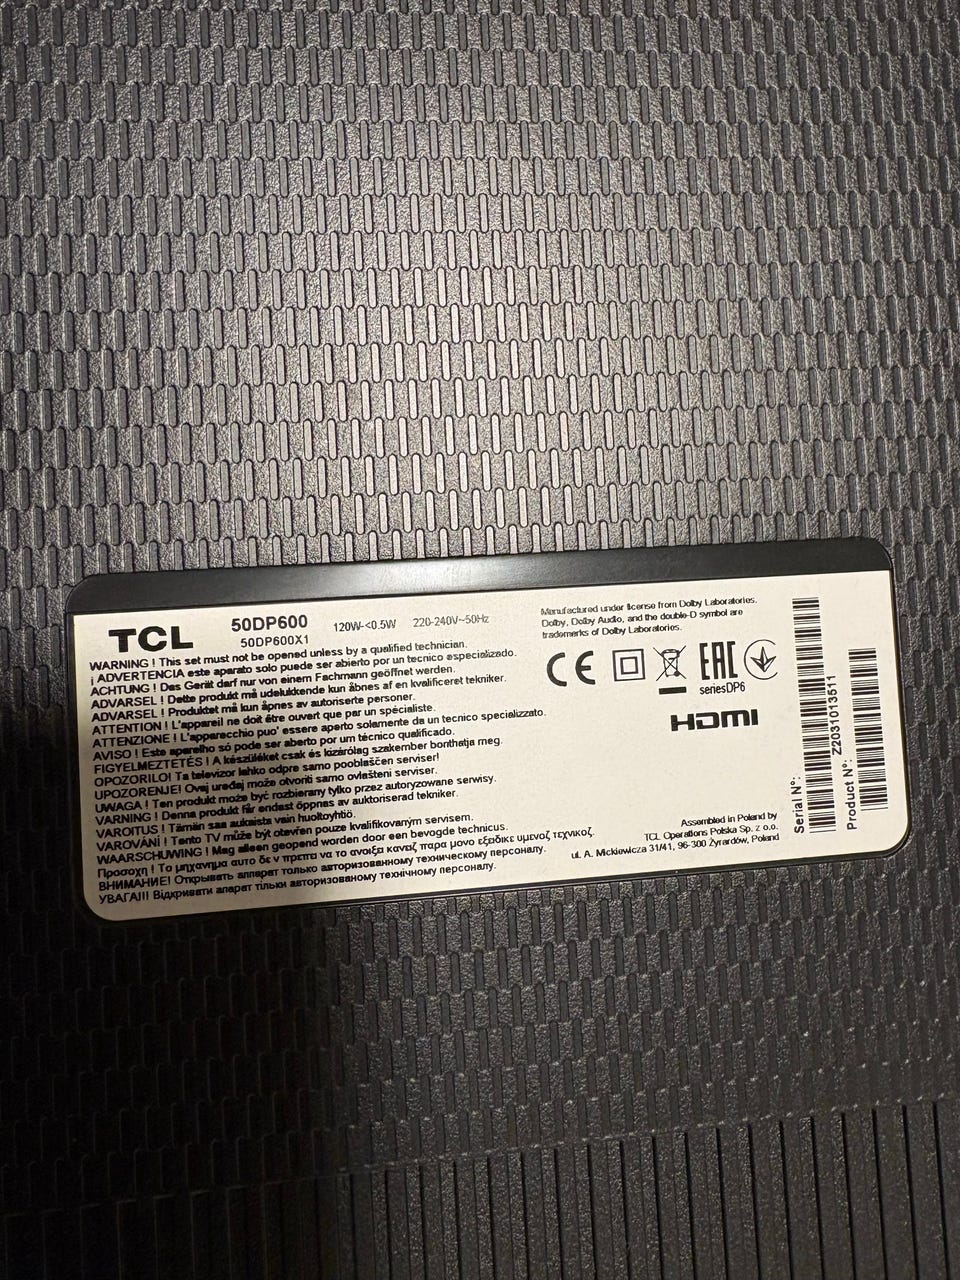 TCL
50DP600
50DP600X1
120W-<0.5W 220-240V~50Hz
WARNING ! This set must not be opened unless by a qualified technician.
¡ ADVERTENCIA este aparato solo puede ser abierto por un tecnico especializado.
ACHTUNG ! Das Gerät darf nur von einem Fachmann geöffnet werden.
ADVARSEL ! Dette produkt må udelukkende kun åbnes af en kvalificeret tekniker.
ADVARSEL ! Produktet må kun åpnes av autoriserte personer.
ATTENTION ! L'appareil ne doit être ouvert que par un spécialiste.
ATTENZIONE ! L'apparecchio puo' essere aperto solamente da un tecnico specializzato.
AVISO ! Este aparelho só pode ser aberto por um técnico qualificado.
FIGYELMEZTETÉS ! A készüléket csak és kizárólag szakember bonthatja meg.
OPOZORILO! Ta televizor lahko odpre samo pooblaščen serviser!
UPOZORENJE! Ovaj uređaj može otvoriti samo ovlašteni serviser.
UWAGA ! Ten produkt może być rozbierany tylko przez autoryzowane serwisy.
VARNING ! Denna produkt får endast öppnas av auktoriserad tekniker.
VAROITUS ! Tämän saa aukaista vain huoltoyhtiö.
VAROVÁNÍ ! Tento TV může být otevřen pouze kvalifikovaným servisem.
WAARSCHUWING ! Mag alleen geopend worden door een bevogde technicus.
Προσοχη ! Το μηχανημα αυτο δε ν πρεπει να το ανοιξει κανείς παρα μονο εξειδικευμενος τεχνικος.
ВНИМАНИЕ! Открывать аппарат только авторизованному техническому персоналу.
УВАГА!!! Відкривати апарат тільки авторизованому технічному персоналу.
Manufactured under license from Dolby Laboratories.
Dolby, Dolby Audio, and the double-D symbol are
trademarks of Dolby Laboratories.
CE
EAC
seriesDP6
HDMI
Assembled in Poland by
TCL Operations Polska Sp. z o.o.
ul. A. Mickiewicza 31/41, 96-300 Żyrardów, Poland
Serial N°:
Z2031013511
Product N°: